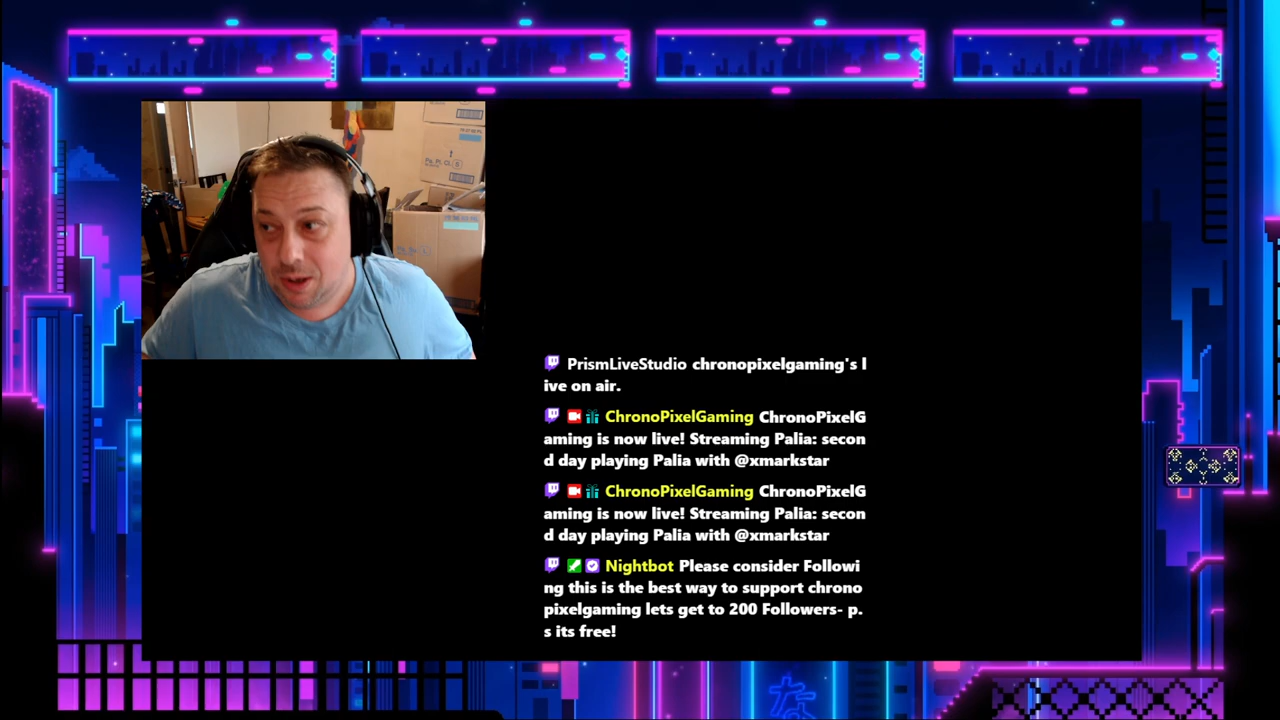 PrismLiveStudio chronopixelgaming's l
ive on air.
ChronoPixelGaming ChronoPixelG
aming is now live! Streaming Palia: secon
d day playing Palia with @xmarkstar
ChronoPixelGaming ChronoPixelG
aming is now live! Streaming Palia: secon
d day playing Palia with @xmarkstar
Nightbot Please consider Followi
ng this is the best way to support chrono
pixelgaming lets get to 200 Followers- p.
s its free!